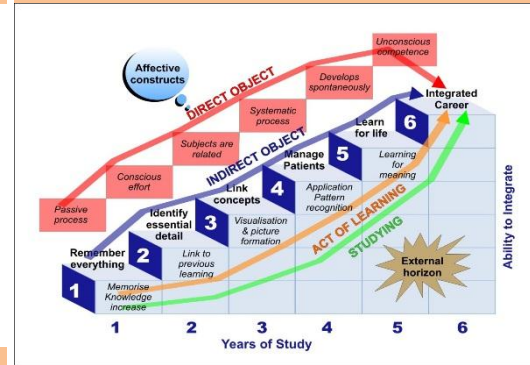 Affective
constructs
DIRECT OBJECT
Unconscious
competence
Develops
spontaneously
Systematic
process
Subjects are
related
Conscious
effort
Passive
process
INDIRECT OBJECT
Integrated
Career
6
Learn
for life
Learning
for
meaning
5
Manage
Patients
Application
Pattern
recognition
4
Link
concepts
Visualisation
& picture
formation
3
Identify
essential
detail
Link to
previous
learning
2
Remember
everything
Memorise
Knowledge
increase
1
ACT OF LEARNING
STUDYING
External
horizon
Ability to Integrate
1 2 3 4 5 6
Years of Study